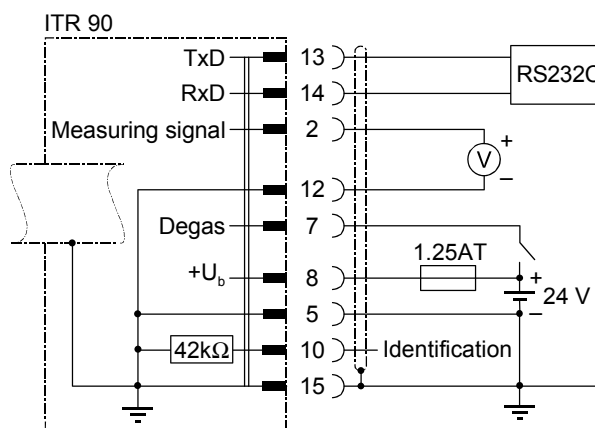 ITR 90
TxD 13
RxD 14 RS232C
Measuring signal 2
+
V
–
12
Degas 7
1.25AT
+U_b 8 +
24 V
5 –
42kΩ 10 Identification
15